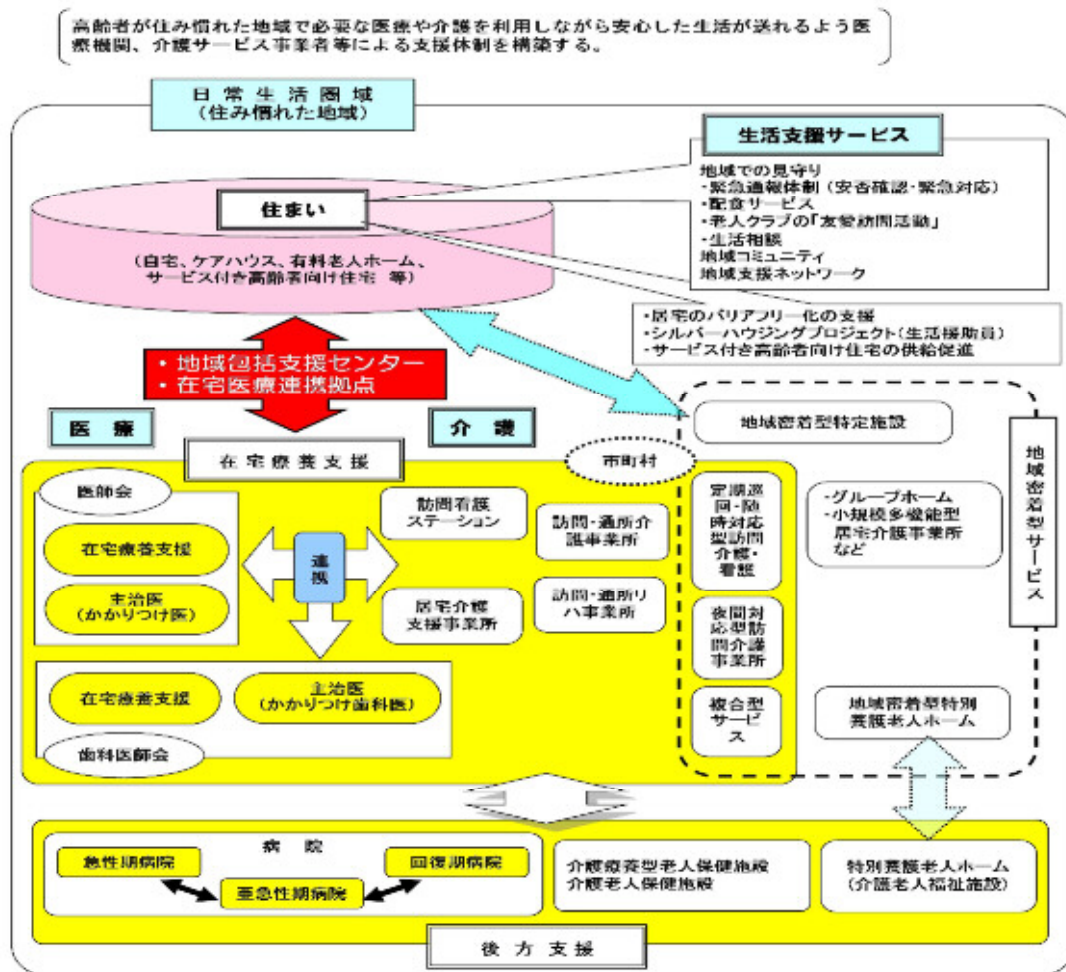 高齢者が住み慣れた地域で必要な医療や介護を利用しながら安心した生活が送れるよう医
療機関、介護サービス事業者等による支援体制を構築する。
日常生活圏域
（住み慣れた地域）
生活支援サービス
地域での見守り
・緊急通報体制（安否確認・緊急対応）
・配食サービス
・老人クラブの「友愛訪問活動」
・生活相談
地域コミュニティ
地域支援ネットワーク
住まい
（自宅、ケアハウス、有料老人ホーム、
サービス付き高齢者向け住宅 等）
・居宅のバリアフリー化の支援
・シルバーハウジングプロジェクト（生活援助員）
・サービス付き高齢者向け住宅の供給促進
・地域包括支援センター
・在宅医療連携拠点
医療
介護
在宅療養支援
市町村
地域密着型特定施設
地域密着型サービス
医師会
在宅療養支援
主治医
（かかりつけ医）
連携
訪問看護
ステーション
訪問・通所介
護事業所
居宅介護
支援事業所
訪問・通所リ
ハ事業所
定期巡
回・随
時対応
型訪問
介護・
看護
夜間対
応型訪
問介護事
業所
複合型
サービ
ス
・グループホーム
・小規模多機能型
居宅介護事業所
など
地域密着型特別
養護老人ホーム
在宅療養支援
主治医
（かかりつけ歯科医）
歯科医師会
病院
急性期病院
回復期病院
亜急性期病院
介護療養型老人保健施設
介護老人保健施設
特別養護老人ホーム
（介護老人福祉施設）
後方支援